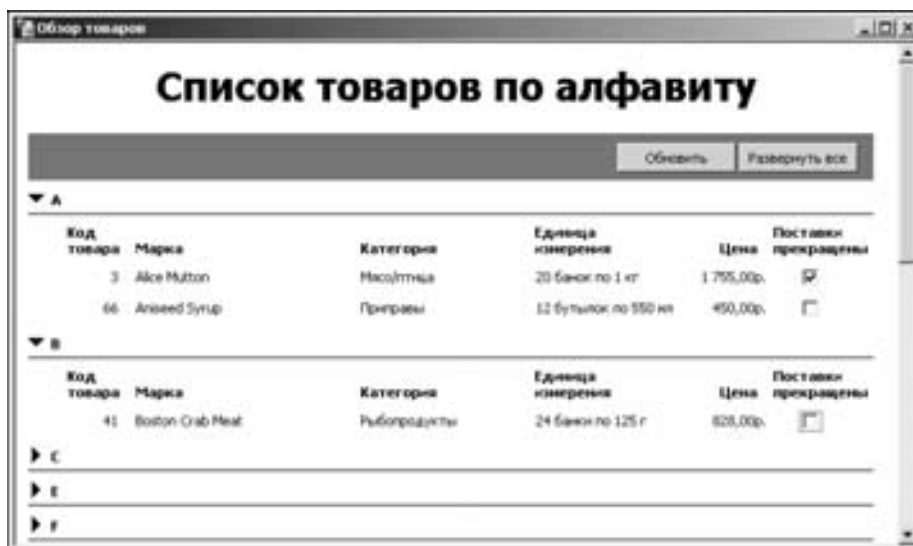 Обзор товаров
Список товаров по алфавиту
Обновить Развернуть все
A
Код товара Марка Категория Единица измерения Цена Поставки прекращены
3 Alice Mutton Мясо/птица 20 банок по 1 кг 1 755,00р.
66 Aniseed Syrup Приправы 12 бутылок по 550 мл 450,00р.
B
Код товара Марка Категория Единица измерения Цена Поставки прекращены
41 Boston Crab Meat Рыбопродукты 24 банки по 125 г 828,00р.
C
E
F